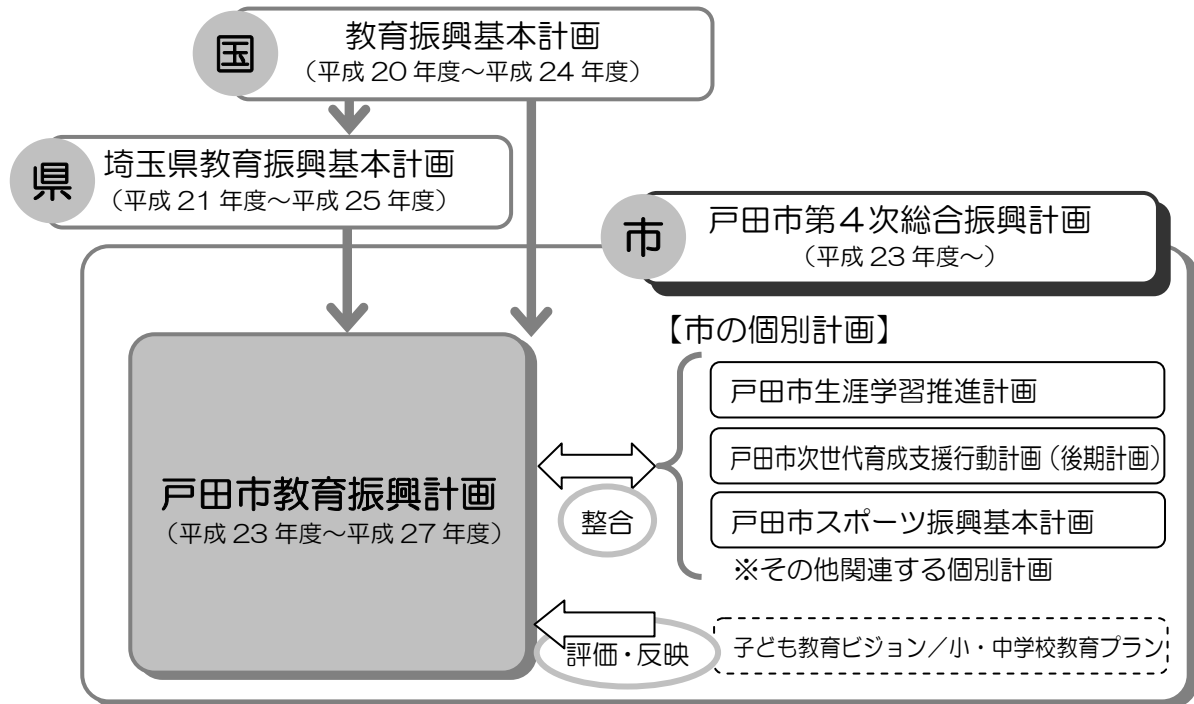 国
教育振興基本計画
（平成 20 年度～平成 24 年度）
県
埼玉県教育振興基本計画
（平成 21 年度～平成 25 年度）
市
戸田市第４次総合振興計画
（平成 23 年度～）
【市の個別計画】
戸田市生涯学習推進計画
戸田市次世代育成支援行動計画（後期計画）
戸田市スポーツ振興基本計画
※その他関連する個別計画
戸田市教育振興計画
（平成 23 年度～平成 27 年度）
整合
評価・反映
子ども教育ビジョン／小・中学校教育プラン